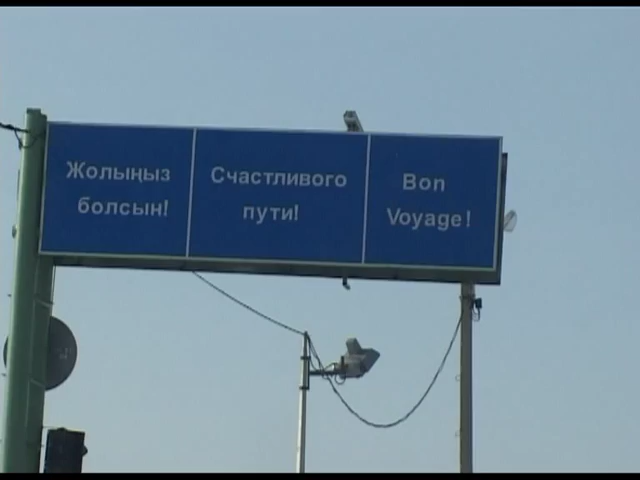 Жолыңыз
болсын!
Счастливого
пути!
Bon
Voyage!